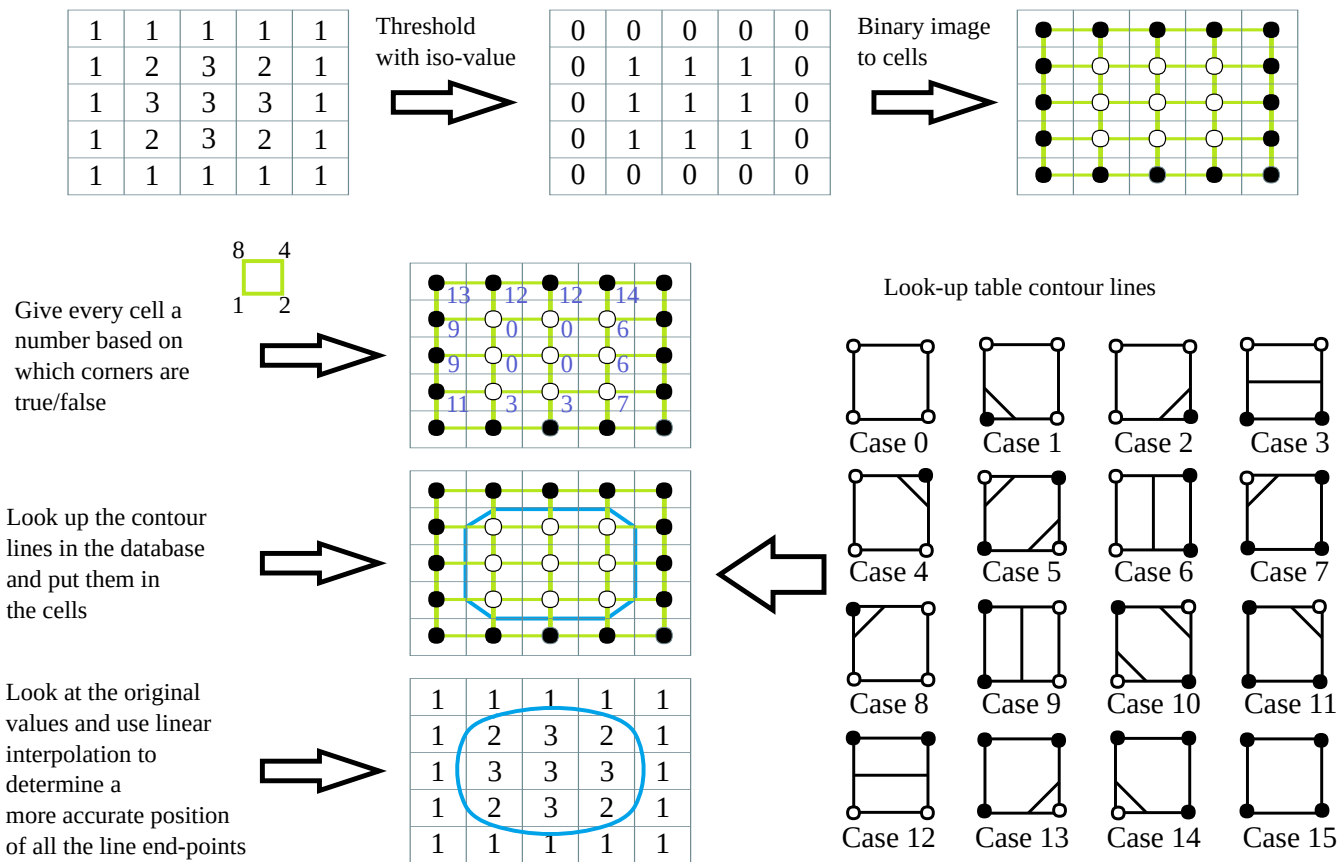 1 1 1 1 1
1 2 3 2 1
1 3 3 3 1
1 2 3 2 1
1 1 1 1 1
Threshold
with iso-value
0 0 0 0 0
0 1 1 1 0
0 1 1 1 0
0 1 1 1 0
0 0 0 0 0
Binary image
to cells
8 4
1 2
Give every cell a
number based on
which corners are
true/false
13 12 12 14
9 0 0 6
9 0 0 6
11 3 3 7
Look up the contour
lines in the database
and put them in
the cells
Look at the original
values and use linear
interpolation to
determine a
more accurate position
of all the line end-points
1 1 1 1 1
1 2 3 2 1
1 3 3 3 1
1 2 3 2 1
1 1 1 1 1
Look-up table contour lines
Case 0 Case 1 Case 2 Case 3
Case 4 Case 5 Case 6 Case 7
Case 8 Case 9 Case 10 Case 11
Case 12 Case 13 Case 14 Case 15